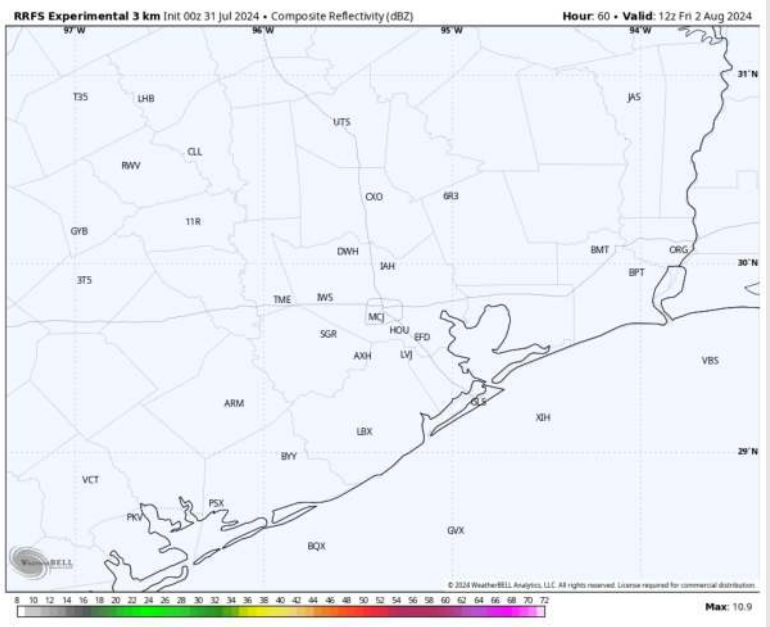 RRFS Experimental 3 km Init 00z 31 Jul 2024 • Composite Reflectivity (dBZ) Hour: 60 • Valid: 12z Fri 2 Aug 2024
97°W 96°W 95°W 94°W
31°N
T35 LHB JAS
UTS
CLL
RWV
CXO 6R3
11R
GYB
DWH BMT ORG
IAH 30°N
BPT
3T5
TME IWS
MCJ
HOU
SGR EFD
AXH LVJ VBS
GLS
ARM
XIH
LBX
BYY 29°N
VCT
PSX
PKV
GVX
BQX
WeatherBELL
© 2024 WeatherBELL Analytics, LLC. All rights reserved. License required for commercial distribution.
8 10 12 14 16 18 20 22 24 26 28 30 32 34 36 38 40 42 44 46 48 50 52 54 56 58 60 62 64 66 68 70 72 Max: 10.9